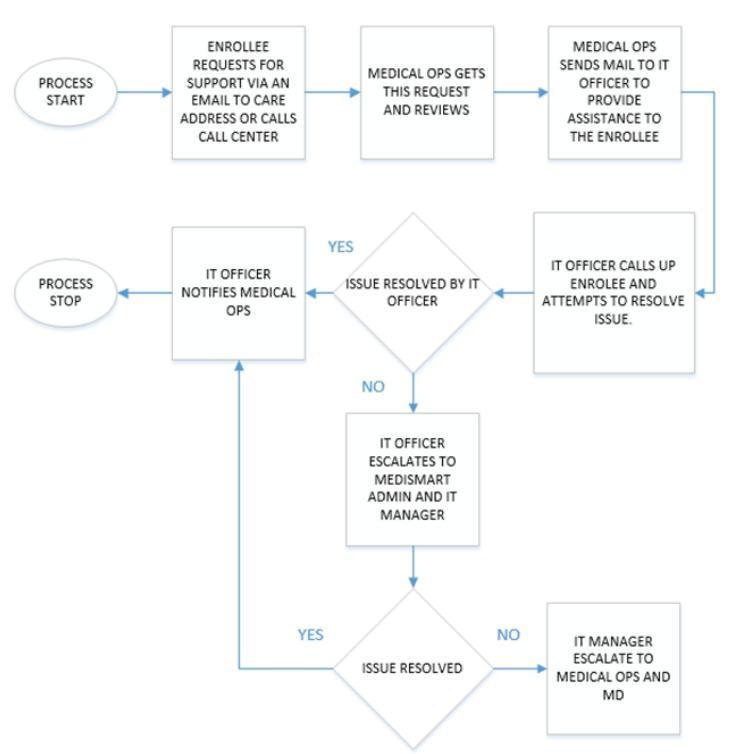 PROCESS
START
ENROLLEE
REQUESTS FOR
SUPPORT VIA AN
EMAIL TO CARE
ADDRESS OR CALLS
CALL CENTER
MEDICAL OPS GETS
THIS REQUEST
AND REVIEWS
MEDICAL OPS
SENDS MAIL TO IT
OFFICER TO
PROVIDE
ASSISTANCE TO
THE ENROLLEE
IT OFFICER CALLS UP
ENROLEE AND
ATTEMPTS TO RESOLVE
ISSUE.
ISSUE RESOLVED BY IT
OFFICER
YES
IT OFFICER
NOTIFIES MEDICAL
OPS
PROCESS
STOP
NO
IT OFFICER
ESCALATES TO
MEDISMART
ADMIN AND IT
MANAGER
ISSUE RESOLVED
YES
NO
IT MANAGER
ESCALATE TO
MEDICAL OPS AND
MD